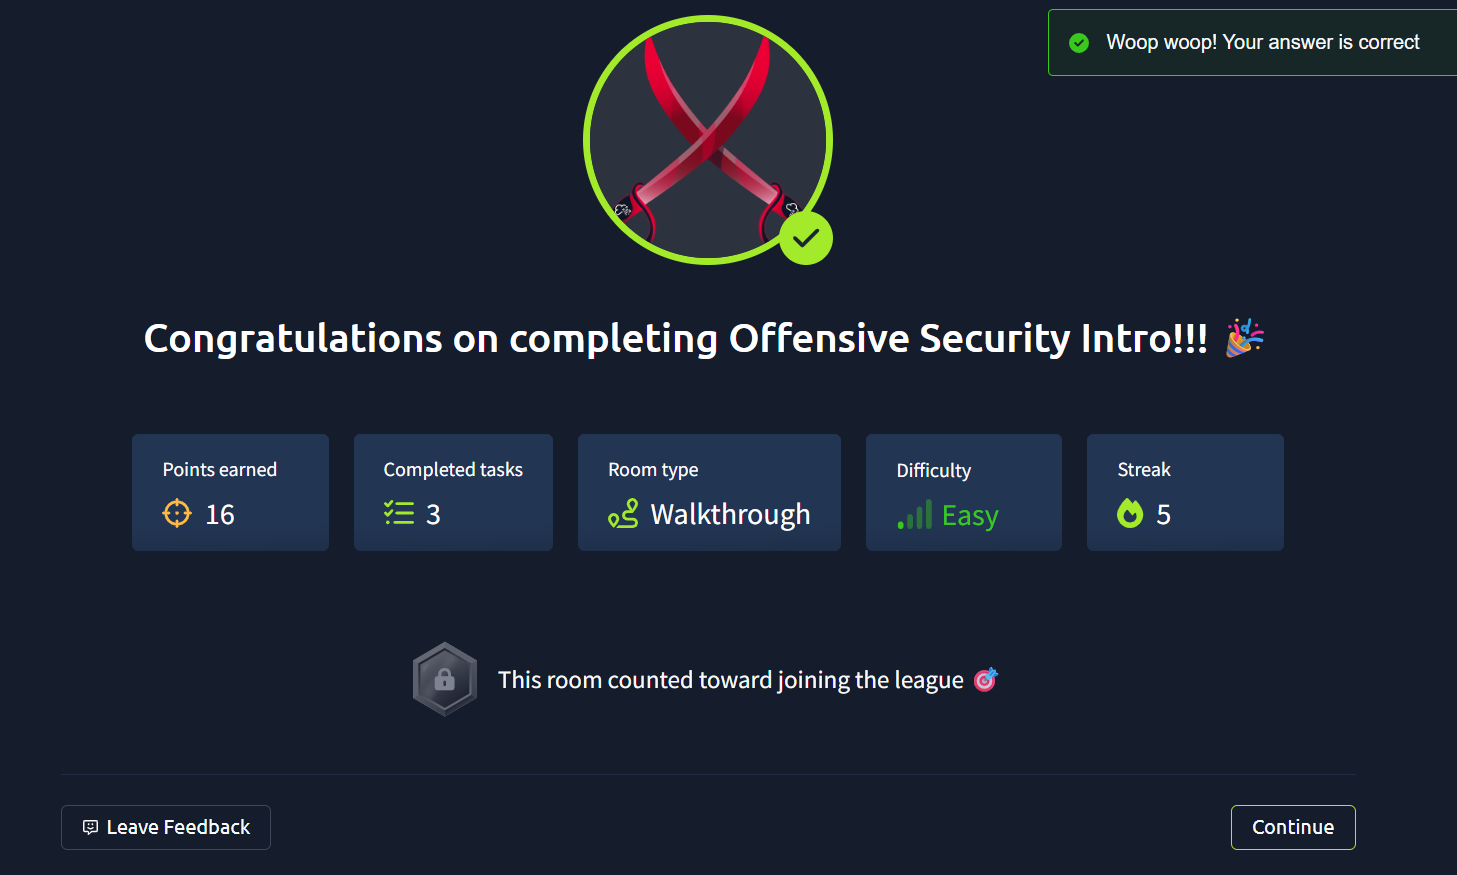 Woop woop! Your answer is correct
Congratulations on completing Offensive Security Intro!!! 🎉
Points earned
16
Completed tasks
3
Room type
Walkthrough
Difficulty
Easy
Streak
5
This room counted toward joining the league 🎯
Leave Feedback
Continue